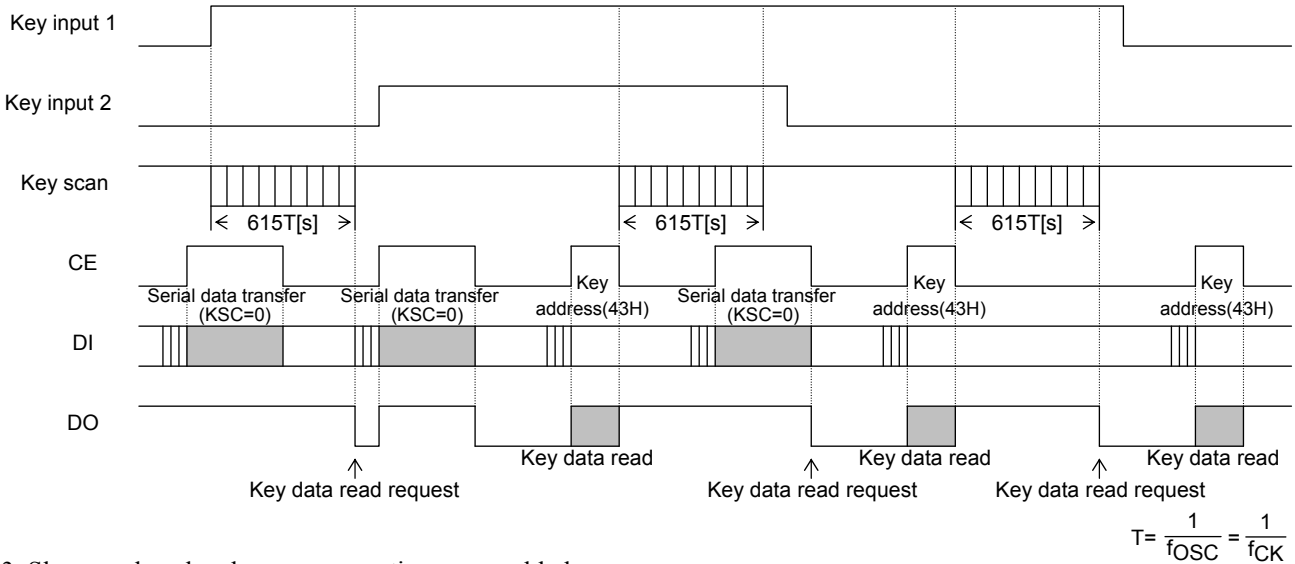 Key input 1
Key input 2
Key scan
615T[s] 615T[s] 615T[s]
CE
Key Key Key
Serial data transfer Serial data transfer address(43H) Serial data transfer address(43H) address(43H)
(KSC=0) (KSC=0) (KSC=0)
DI
DO
Key data read Key data read Key data read
Key data read request Key data read request Key data read request
T= 1/fOSC = 1/fCK